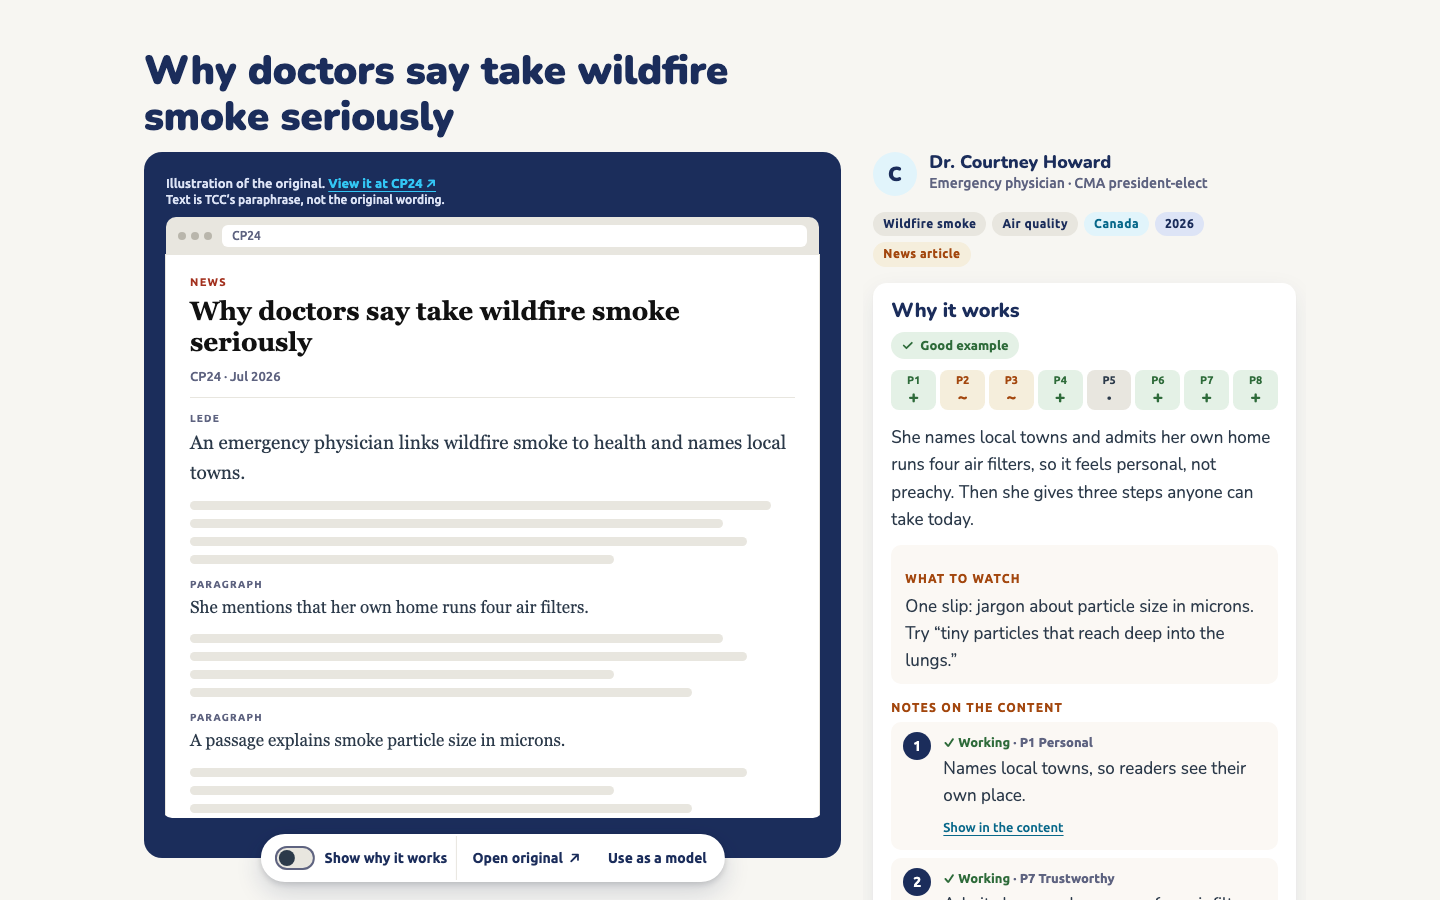 Why doctors say take wildfire
smoke seriously
Illustration of the original. View it at CP24 ↗
Text is TCC's paraphrase, not the original wording.
CP24
NEWS
Why doctors say take wildfire smoke
seriously
CP24 · Jul 2026
LEDE
An emergency physician links wildfire smoke to health and names local
towns.
PARAGRAPH
She mentions that her own home runs four air filters.
PARAGRAPH
A passage explains smoke particle size in microns.
Show why it works
Open original ↗
Use as a model
C
Dr. Courtney Howard
Emergency physician · CMA president-elect
Wildfire smoke
Air quality
Canada
2026
News article
Why it works
✓ Good example
P1 P2 P3 P4 P5 P6 P7 P8
+ ~ ~ + • + + +
She names local towns and admits her own home
runs four air filters, so it feels personal, not
preachy. Then she gives three steps anyone can
take today.
WHAT TO WATCH
One slip: jargon about particle size in microns.
Try “tiny particles that reach deep into the
lungs.”
NOTES ON THE CONTENT
1
✓ Working · P1 Personal
Names local towns, so readers see their
own place.
Show in the content
2
✓ Working · P7 Trustworthy